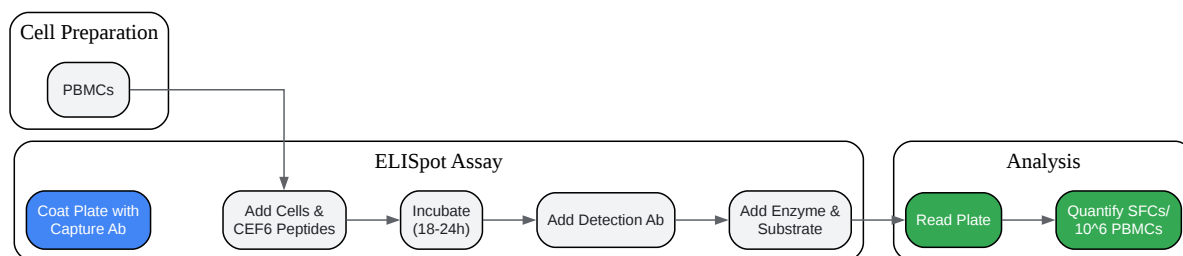 Cell Preparation
PBMCs
ELISpot Assay
Coat Plate with
Capture Ab
Add Cells &
CEF6 Peptides
Incubate
(18-24h)
Add Detection Ab
Add Enzyme &
Substrate
Analysis
Read Plate
Quantify SFCs/
10^6 PBMCs